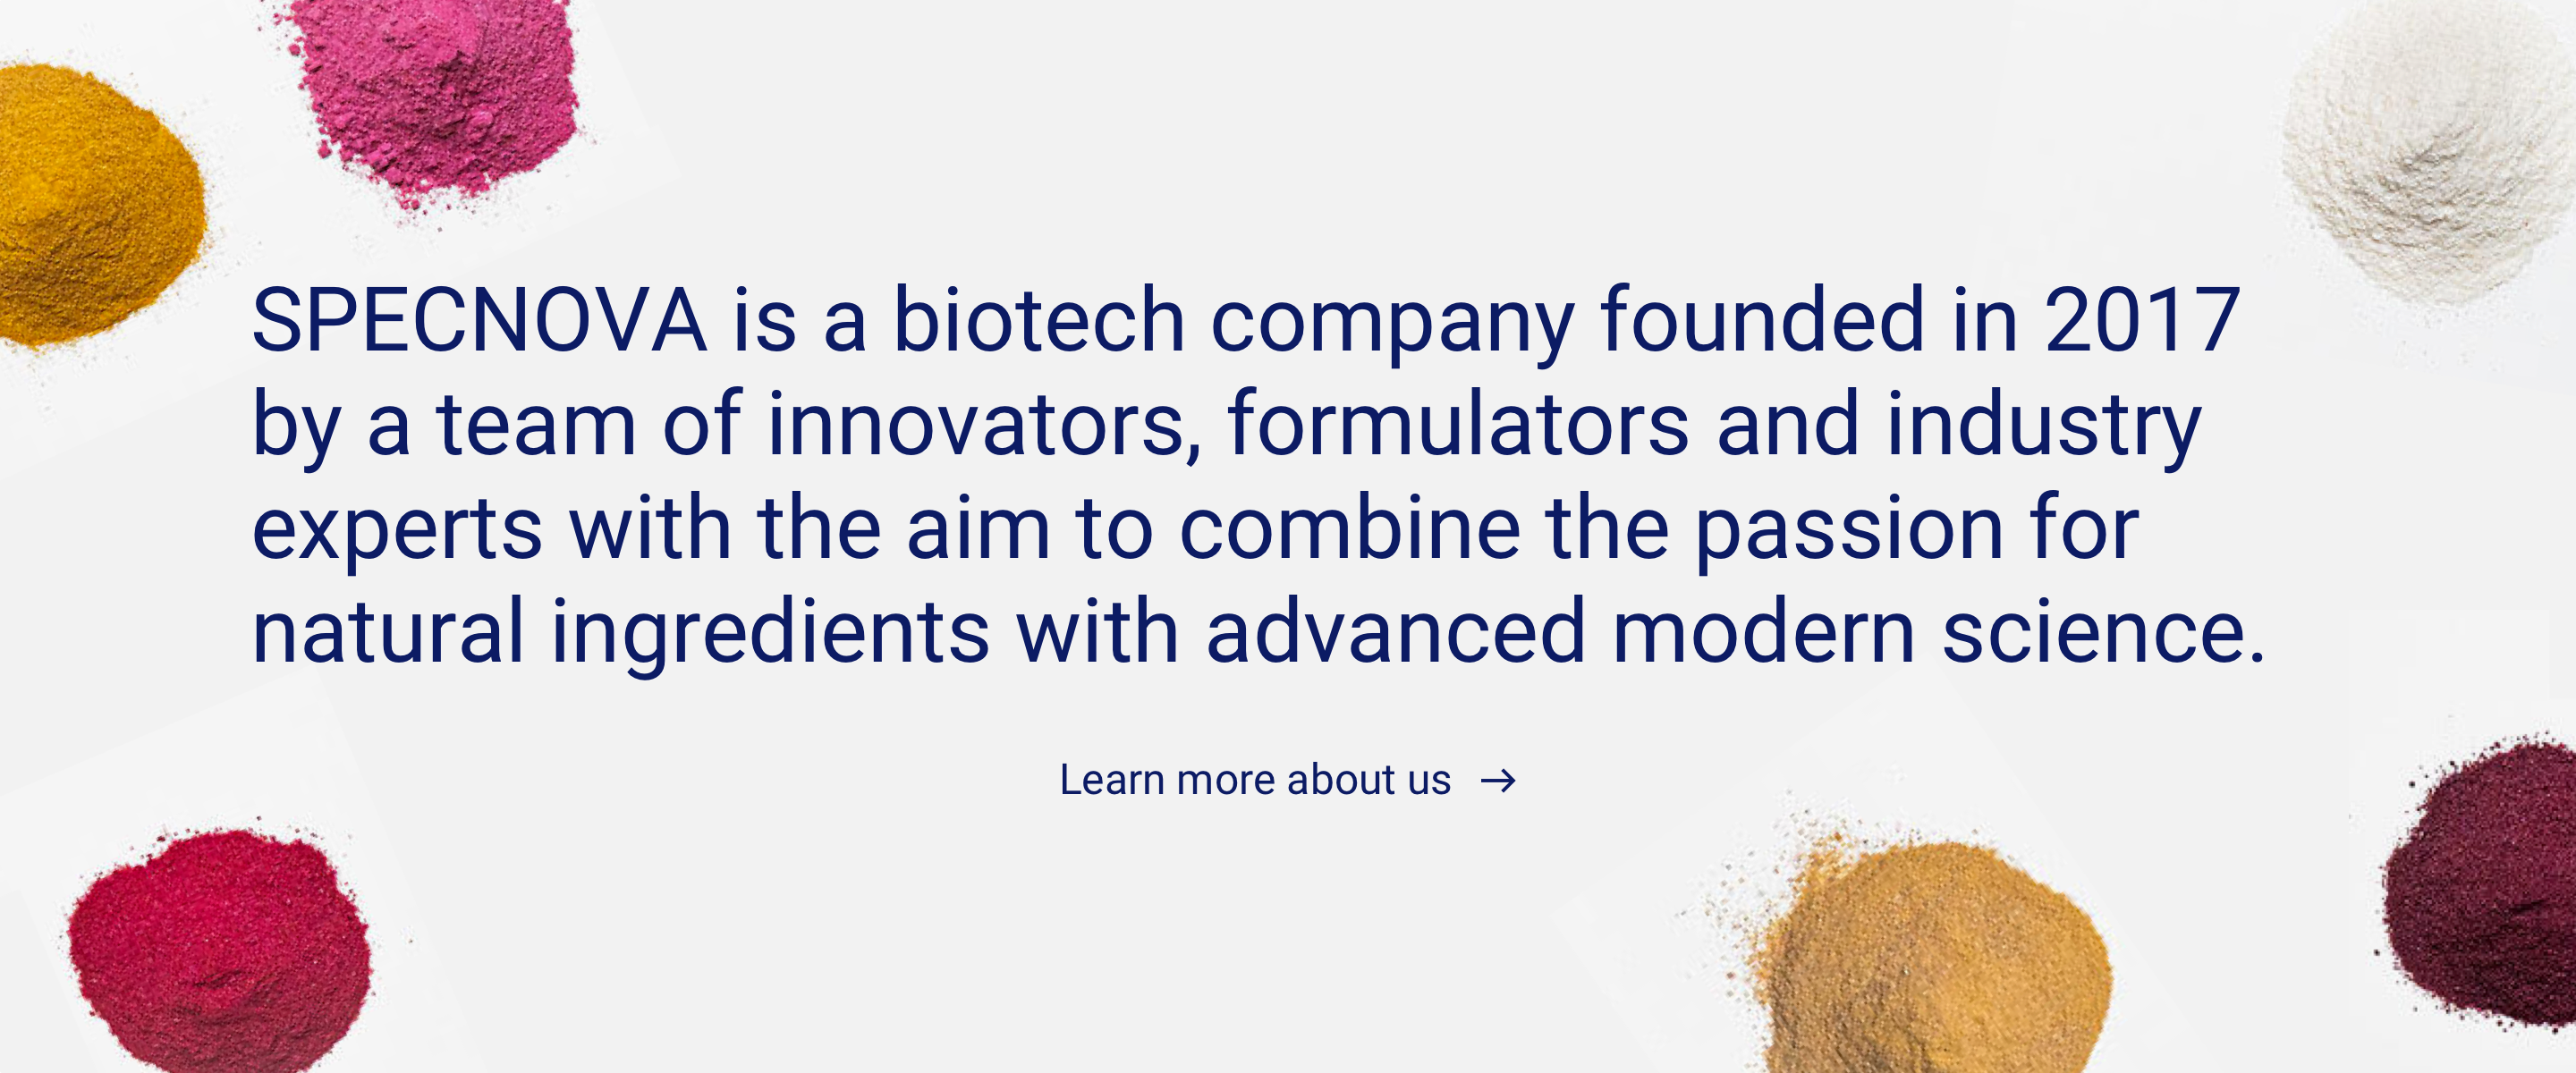 SPECNOVA is a biotech company founded in 2017
by a team of innovators, formulators and industry
experts with the aim to combine the passion for
natural ingredients with advanced modern science.
Learn more about us →